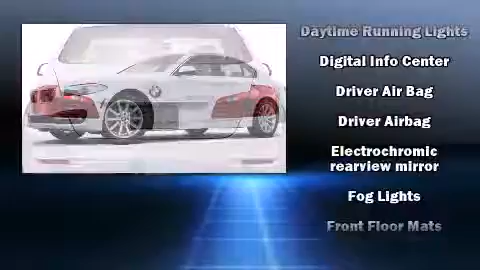 Daytime Running Lights
Digital Info Center
Driver Air Bag
Driver Airbag
Electrochromic
rearview mirror
Fog Lights
Front Floor Mats